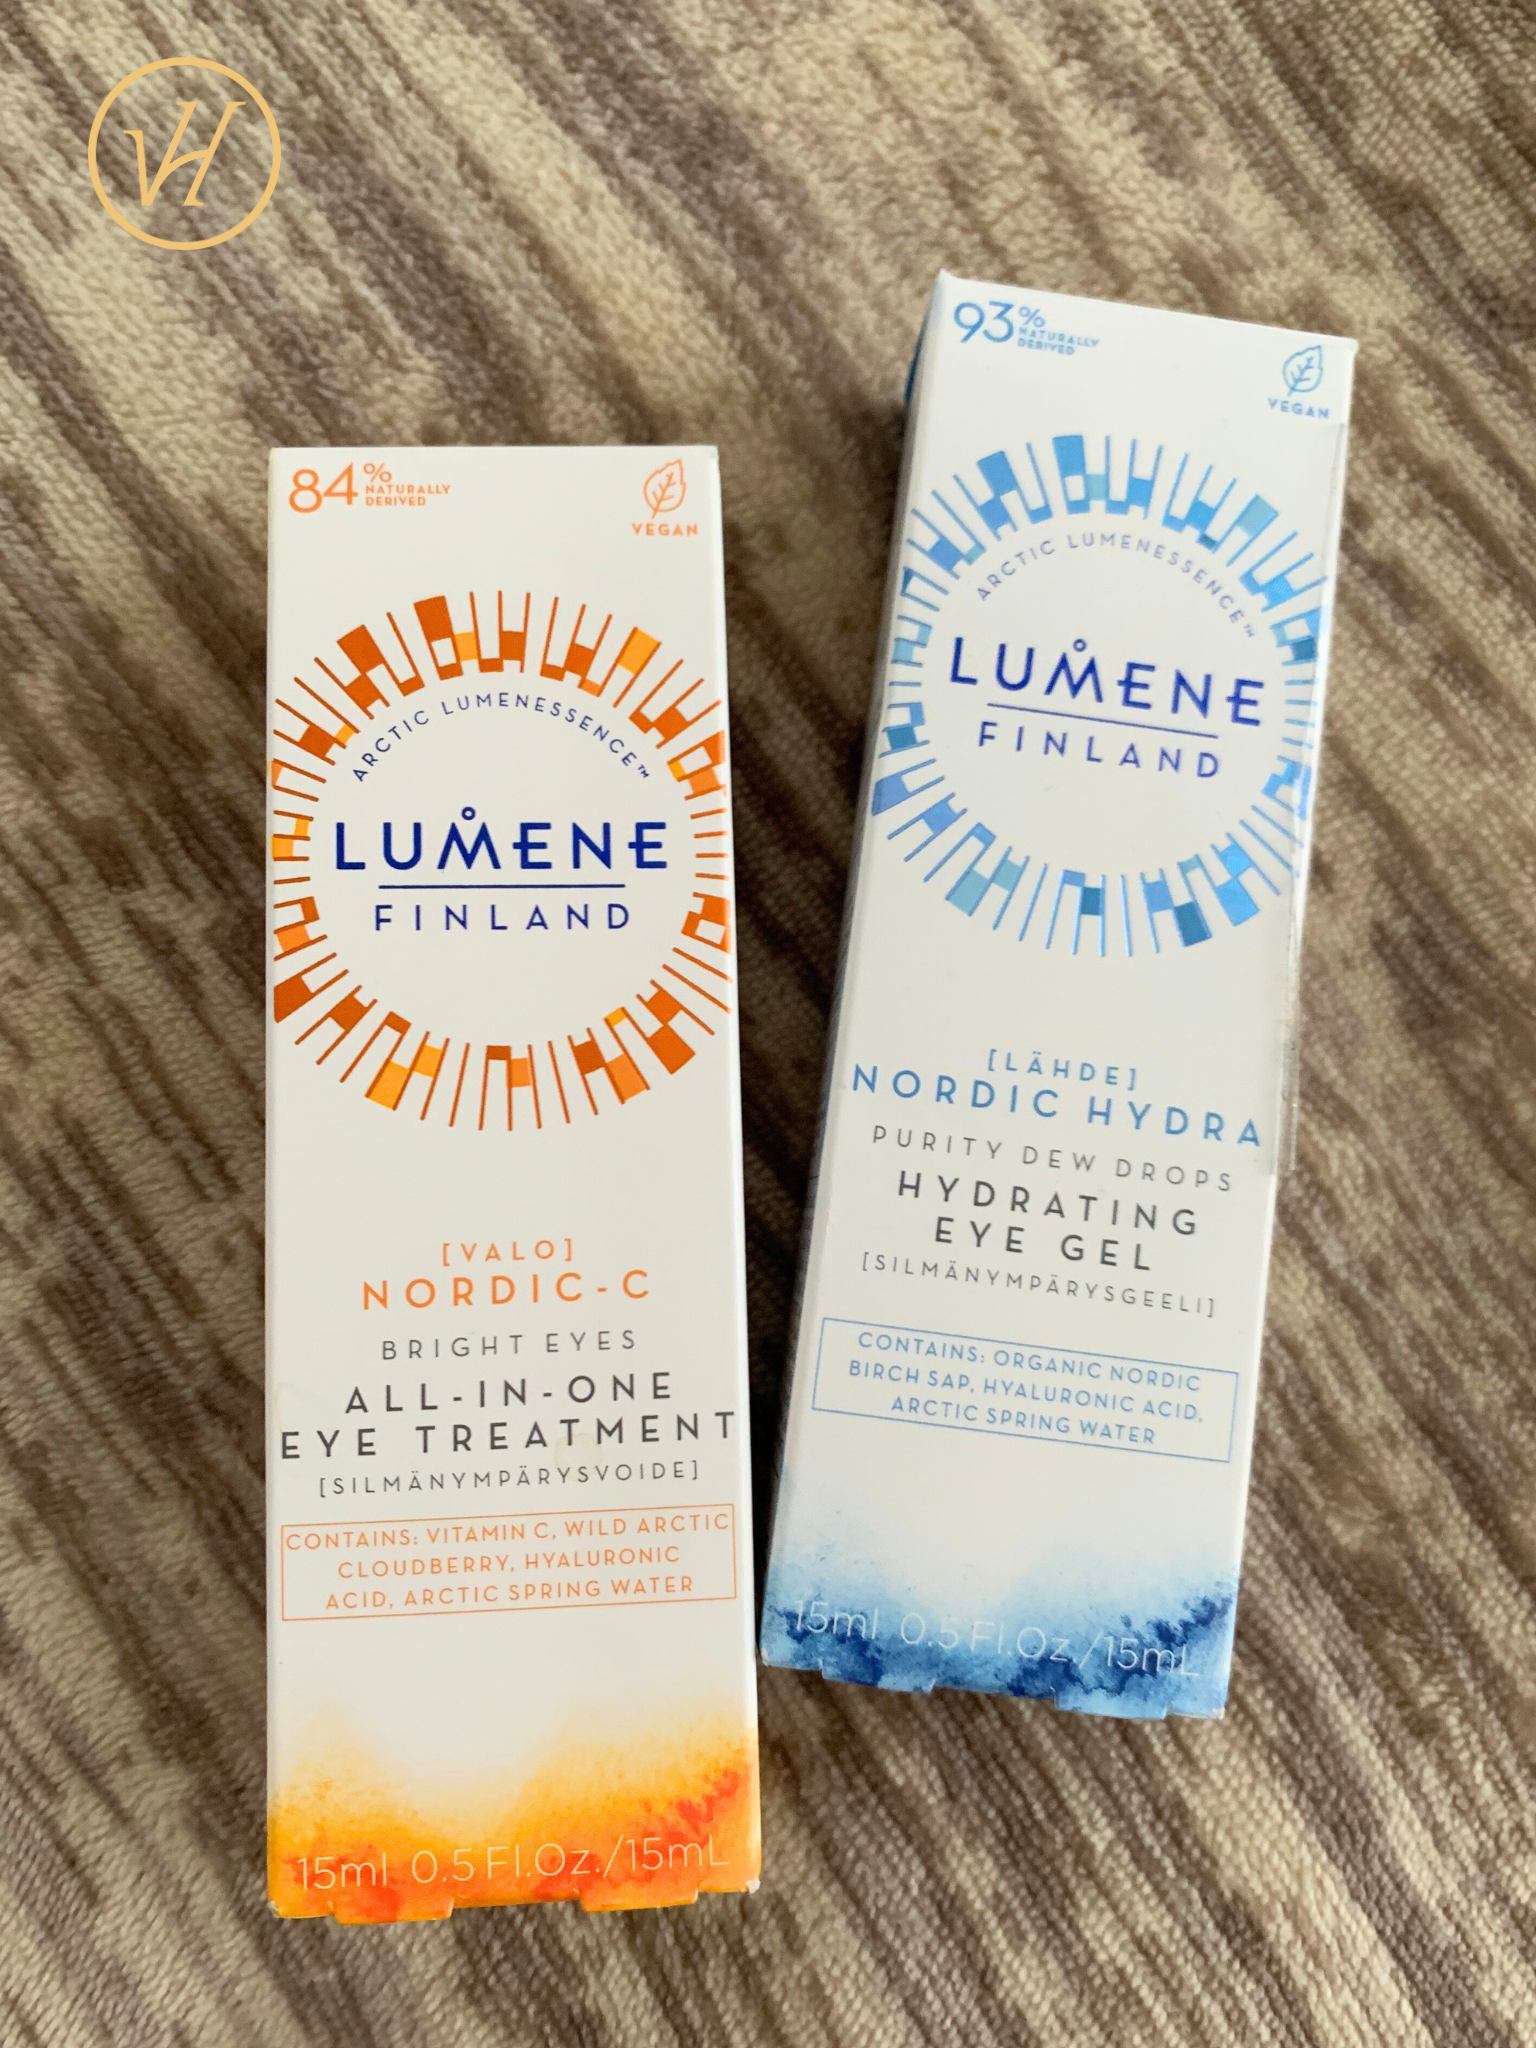 VH
84%
NATURALLY
DERIVED
VEGAN
ARCTIC LUMENESSENCE™
LUMENE
FINLAND
[VALO]
NORDIC-C
BRIGHT EYES
ALL-IN-ONE
EYE TREATMENT
[SILMÄNYMPÄRYSVOIDE]
CONTAINS: VITAMIN C, WILD ARCTIC
CLOUDBERRY, HYALURONIC
ACID, ARCTIC SPRING WATER
15ml 0.5 Fl.Oz./15mL
93%
NATURALLY
DERIVED
VEGAN
ARCTIC LUMENESSENCE™
LUMENE
FINLAND
[LÄHDE]
NORDIC HYDRA
PURITY DEW DROPS
HYDRATING
EYE GEL
[SILMÄNYMPÄRYSGEELI]
CONTAINS: ORGANIC NORDIC
BIRCH SAP, HYALURONIC ACID,
ARCTIC SPRING WATER
15ml 0.5 Fl.Oz./15mL